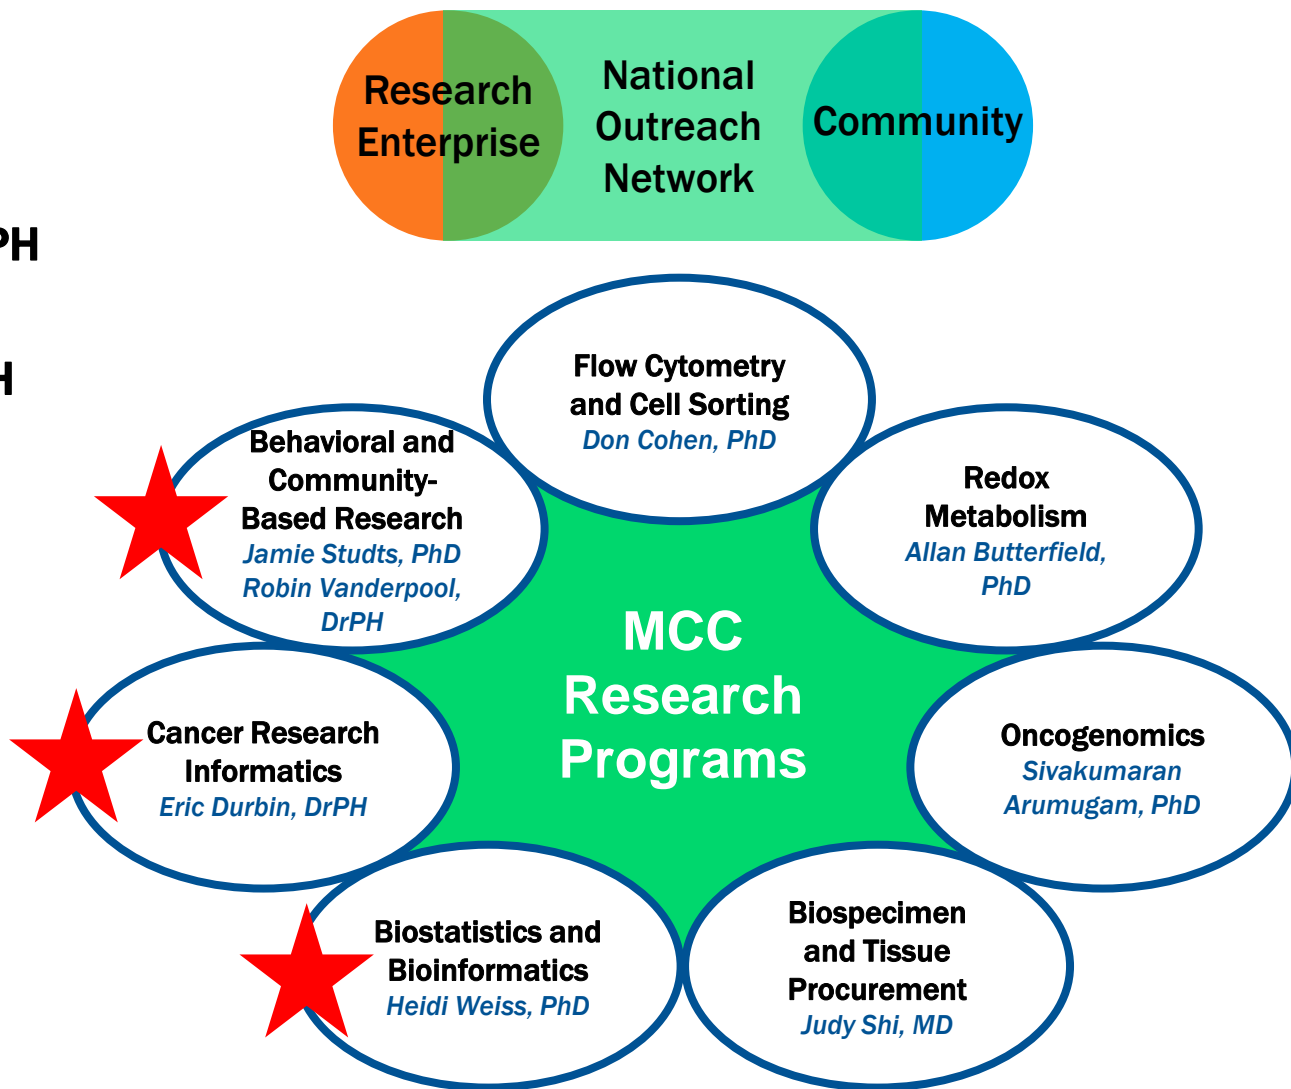 Research
Enterprise
National
Outreach
Network
Community
PH
H
Flow Cytometry
and Cell Sorting
Don Cohen, PhD
Behavioral and
Community-
Based Research
Jamie Studts, PhD
Robin Vanderpool,
DrPH
Redox
Metabolism
Allan Butterfield,
PhD
MCC
Research
Programs
Cancer Research
Informatics
Eric Durbin, DrPH
Oncogenomics
Sivakumaran
Arumugam, PhD
Biostatistics and
Bioinformatics
Heidi Weiss, PhD
Biospecimen
and Tissue
Procurement
Judy Shi, MD